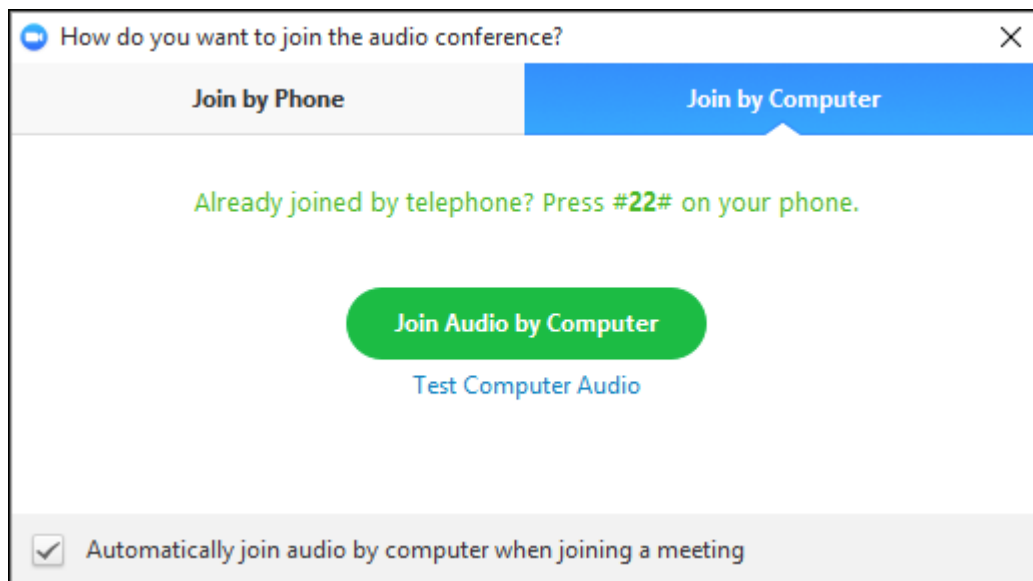 How do you want to join the audio conference?
Join by Phone
Join by Computer
Already joined by telephone? Press #22# on your phone.
Join Audio by Computer
Test Computer Audio
Automatically join audio by computer when joining a meeting